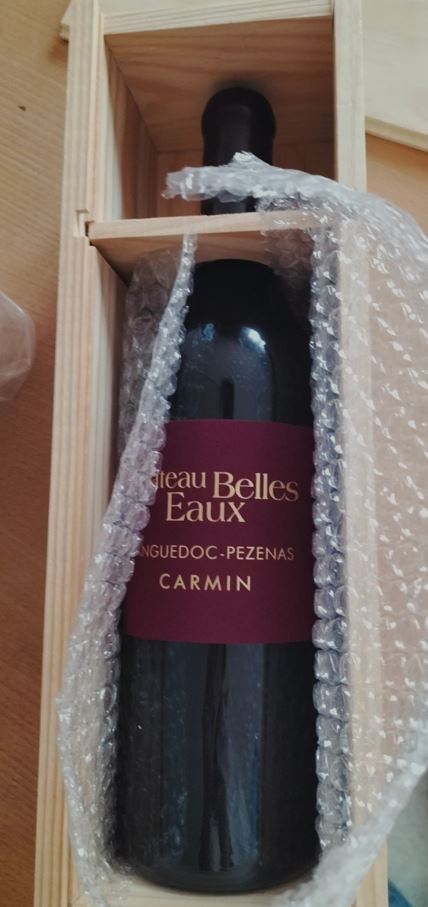 teau Belles
Eaux
NGUEDOC-PEZENAS
CARMIN